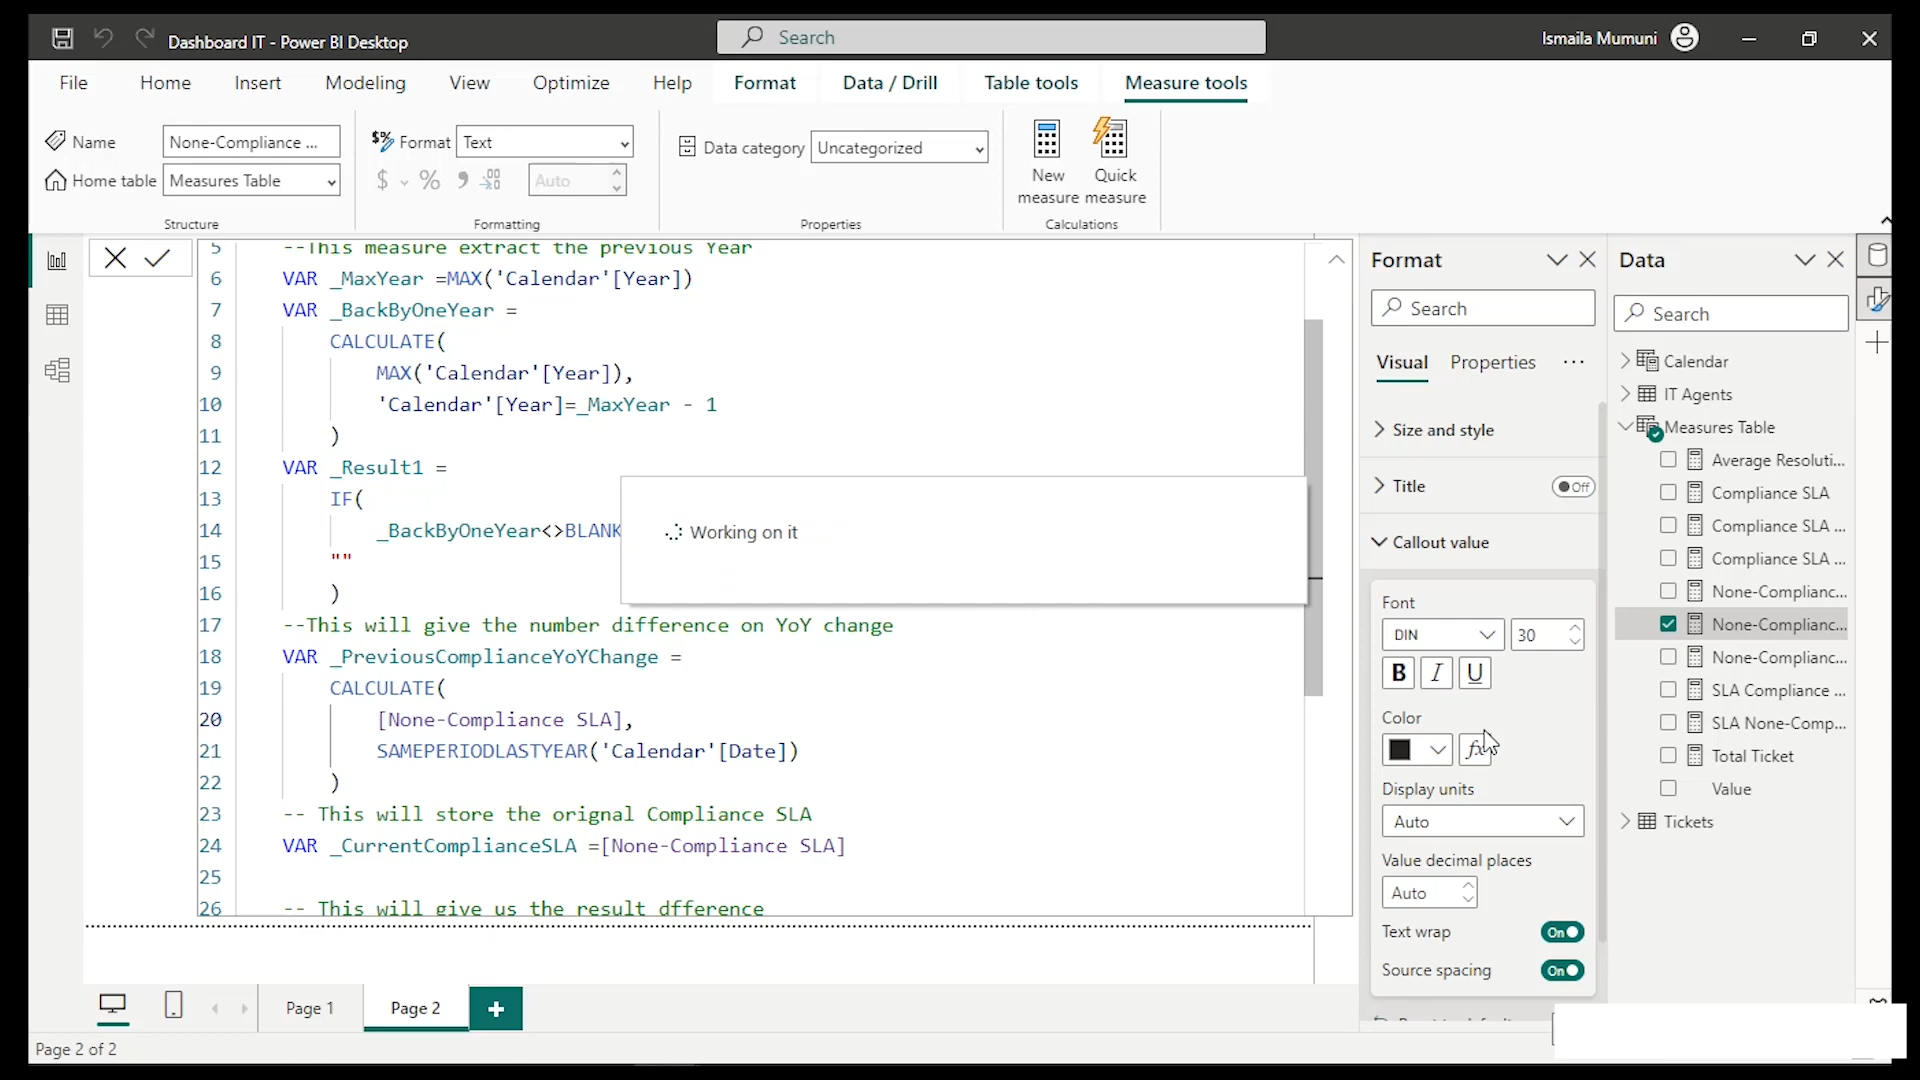 Dashboard IT - Power BI Desktop
Search
Ismaila Mumuni
File
Home
Insert
Modeling
View
Optimize
Help
Format
Data / Drill
Table tools
Measure tools
Name
None-Compliance ...
Home table
Measures Table
Structure
Format
Text
$
%
Auto
Formatting
Data category
Uncategorized
Properties
New measure
Quick measure
Calculations
5 --This measure extract the previous Year
6 VAR _MaxYear =MAX('Calendar'[Year])
7 VAR _BackByOneYear =
8 CALCULATE(
9 MAX('Calendar'[Year]),
10 'Calendar'[Year]=_MaxYear - 1
11 )
12 VAR _Result1 =
13 IF(
14 _BackByOneYear<>BLANK
15 ""
16 )
17 --This will give the number difference on YoY change
18 VAR _PreviousComplianceYoYChange =
19 CALCULATE(
20 [None-Compliance SLA],
21 SAMEPERIODLASTYEAR('Calendar'[Date])
22 )
23 -- This will store the orignal Compliance SLA
24 VAR _CurrentComplianceSLA =[None-Compliance SLA]
25
26 -- This will give us the result dfference
Working on it
Format
Search
Visual
Properties
...
Size and style
Title
Off
Callout value
Font
DIN
30
B
I
U
Color
fx
Display units
Auto
Value decimal places
Auto
Text wrap
On
Source spacing
On
Data
Search
Calendar
IT Agents
Measures Table
Average Resoluti...
Compliance SLA
Compliance SLA ...
Compliance SLA ...
None-Complianc...
None-Complianc...
None-Complianc...
SLA Compliance ...
SLA None-Comp...
Total Ticket
Value
Tickets
Page 1
Page 2
Page 2 of 2